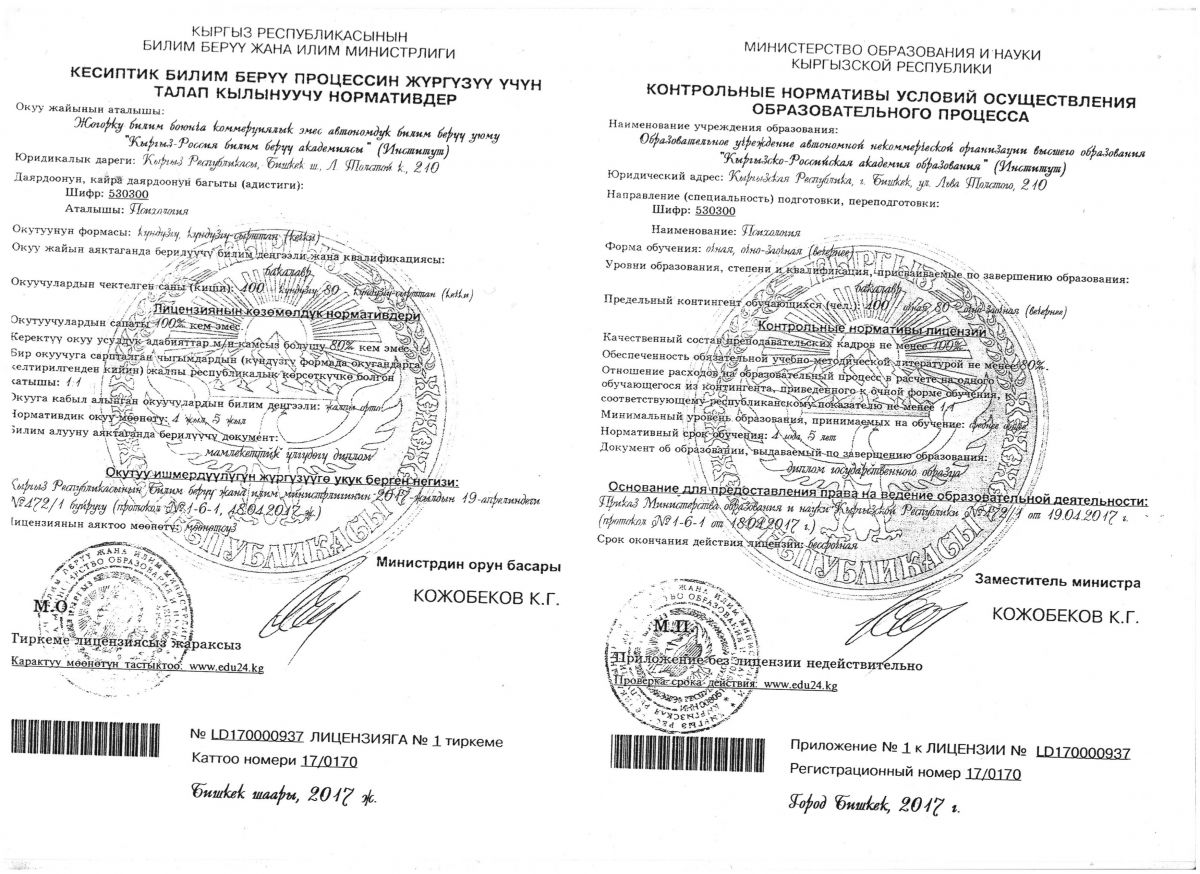 КЫРГЫЗ РЕСПУБЛИКАСЫНЫН
БИЛИМ БЕРҮҮ ЖАНА ИЛИМ МИНИСТРЛИГИ
КЕСИПТИК БИЛИМ БЕРҮҮ ПРОЦЕССИН ЖҮРГҮЗҮҮ ҮЧҮН
ТАЛАП КЫЛЫНУУЧУ НОРМАТИВДЕР
Окуу жайынын аталышы:
Жогорку билим боюнча коммерциялык эмес автономдук билим берүү уюму
"Кыргыз-Россия билим берүү академиясы" (Институт)
Юридикалык дареги: Кыргыз Республикасы, Бишкек ш., Л. Толстой к., 210
Даярдоонун, кайра даярдоонун багыты (адистиги):
Шифр: 530300
Аталышы: Психология
Окутуунун формасы: күндүзгү, күндүзгү-сырттан (кечки)
Окуу жайын аяктаганда берилүүчү билим деңгээли жана квалификациясы:
бакалавр
Окуучулардын чектелген саны (киши): 100 - күндүзгү, 80 - күндүзгү-сырттан (кечки)
Лицензиянын көзөмөлдүк нормативдери
Окутуучулардын сапаты 100% кем эмес.
Керектүү окуу усулдук адабияттар м/н камсыз болушу 80% кем эмес.
Бир окуучуга сарпталган чыгымдардын (күндүзгү формада окугандарга
келтирилгенден кийин) жалпы республикалык көрсөткүчкө болгон
катышы: 1:1
Окууга кабыл алынган окуучулардын билим деңгээли: жалпы орто
Нормативдик окуу мөөнөтү: 4 жыл, 5 жыл
Билим алууну аяктаганда берилүүчү документ:
мамлекеттик үлгүдөгү диплом
Окутуу ишмердүүлүгүн жүргүзүүгө укук берген негизи:
Кыргыз Республикасынын Билим берүү жана илим министрлигинин 2017-жылдын 19-апрелиндеги
№472/1 буйругу (протокол №1-6-1, 18.04.2017 ж.)
Лицензиянын аяктоо мөөнөтү: мөөнөтсүз
Министрдин орун басары
М.О.
КОЖОБЕКОВ К.Г.
Тиркеме лицензиясыз жараксыз
Карактуу мөөнөтүн тастыктоо: www.edu24.kg
№ LD170000937 ЛИЦЕНЗИЯГА № 1 тиркеме
Каттоо номери 17/0170
Бишкек шаары, 2017 ж.
МИНИСТЕРСТВО ОБРАЗОВАНИЯ И НАУКИ
КЫРГЫЗСКОЙ РЕСПУБЛИКИ
КОНТРОЛЬНЫЕ НОРМАТИВЫ УСЛОВИЙ ОСУЩЕСТВЛЕНИЯ
ОБРАЗОВАТЕЛЬНОГО ПРОЦЕССА
Наименование учреждения образования:
Образовательное учреждение автономной некоммерческой организации высшего образования
"Кыргызско-Российская академия образования" (Институт)
Юридический адрес: Кыргызская Республика, г. Бишкек, ул. Льва Толстого, 210
Направление (специальность) подготовки, переподготовки:
Шифр: 530300
Наименование: Психология
Форма обучения: очная, очно-заочная (вечернее)
Уровни образования, степени и квалификация, присваиваемые по завершению образования:
бакалавр
Предельный контингент обучающихся (чел.): 100 - очная, 80 - очно-заочная (вечернее)
Контрольные нормативы лицензии
Качественный состав преподавательских кадров не менее 100%.
Обеспеченность обязательной учебно-методической литературой не менее 80%.
Отношение расходов на образовательный процесс в расчете на одного
обучающегося из контингента, приведенного к очной форме обучения, к
соответствующему республиканскому показателю не менее 1:1
Минимальный уровень образования, принимаемых на обучение: среднее общее
Нормативный срок обучения: 4 года, 5 лет
Документ об образовании, выдаваемый по завершению образования:
диплом государственного образца
Основание для предоставления права на ведение образовательной деятельности:
Приказ Министерства образования и науки Кыргызской Республики №472/1 от 19.04.2017 г.
(протокол №1-6-1 от 18.04.2017 г.)
Срок окончания действия лицензии: бессрочная
Заместитель министра
М.П.
КОЖОБЕКОВ К.Г.
Приложение без лицензии недействительно
Проверка срока действия: www.edu24.kg
Приложение № 1 к ЛИЦЕНЗИИ № LD170000937
Регистрационный номер 17/0170
Город Бишкек, 2017 г.